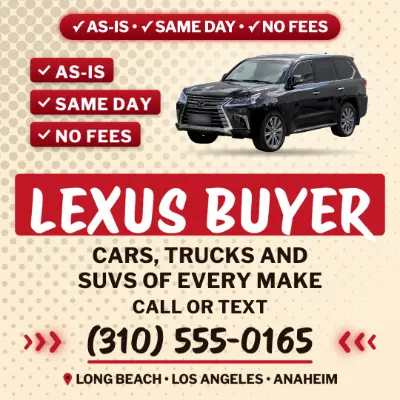 ✓AS-IS • ✓SAME DAY • ✓NO FEES
✓ AS-IS
✓ SAME DAY
✓ NO FEES
LEXUS BUYER
CARS, TRUCKS AND
SUVS OF EVERY MAKE
CALL OR TEXT
(310) 555-0165
LONG BEACH • LOS ANGELES • ANAHEIM